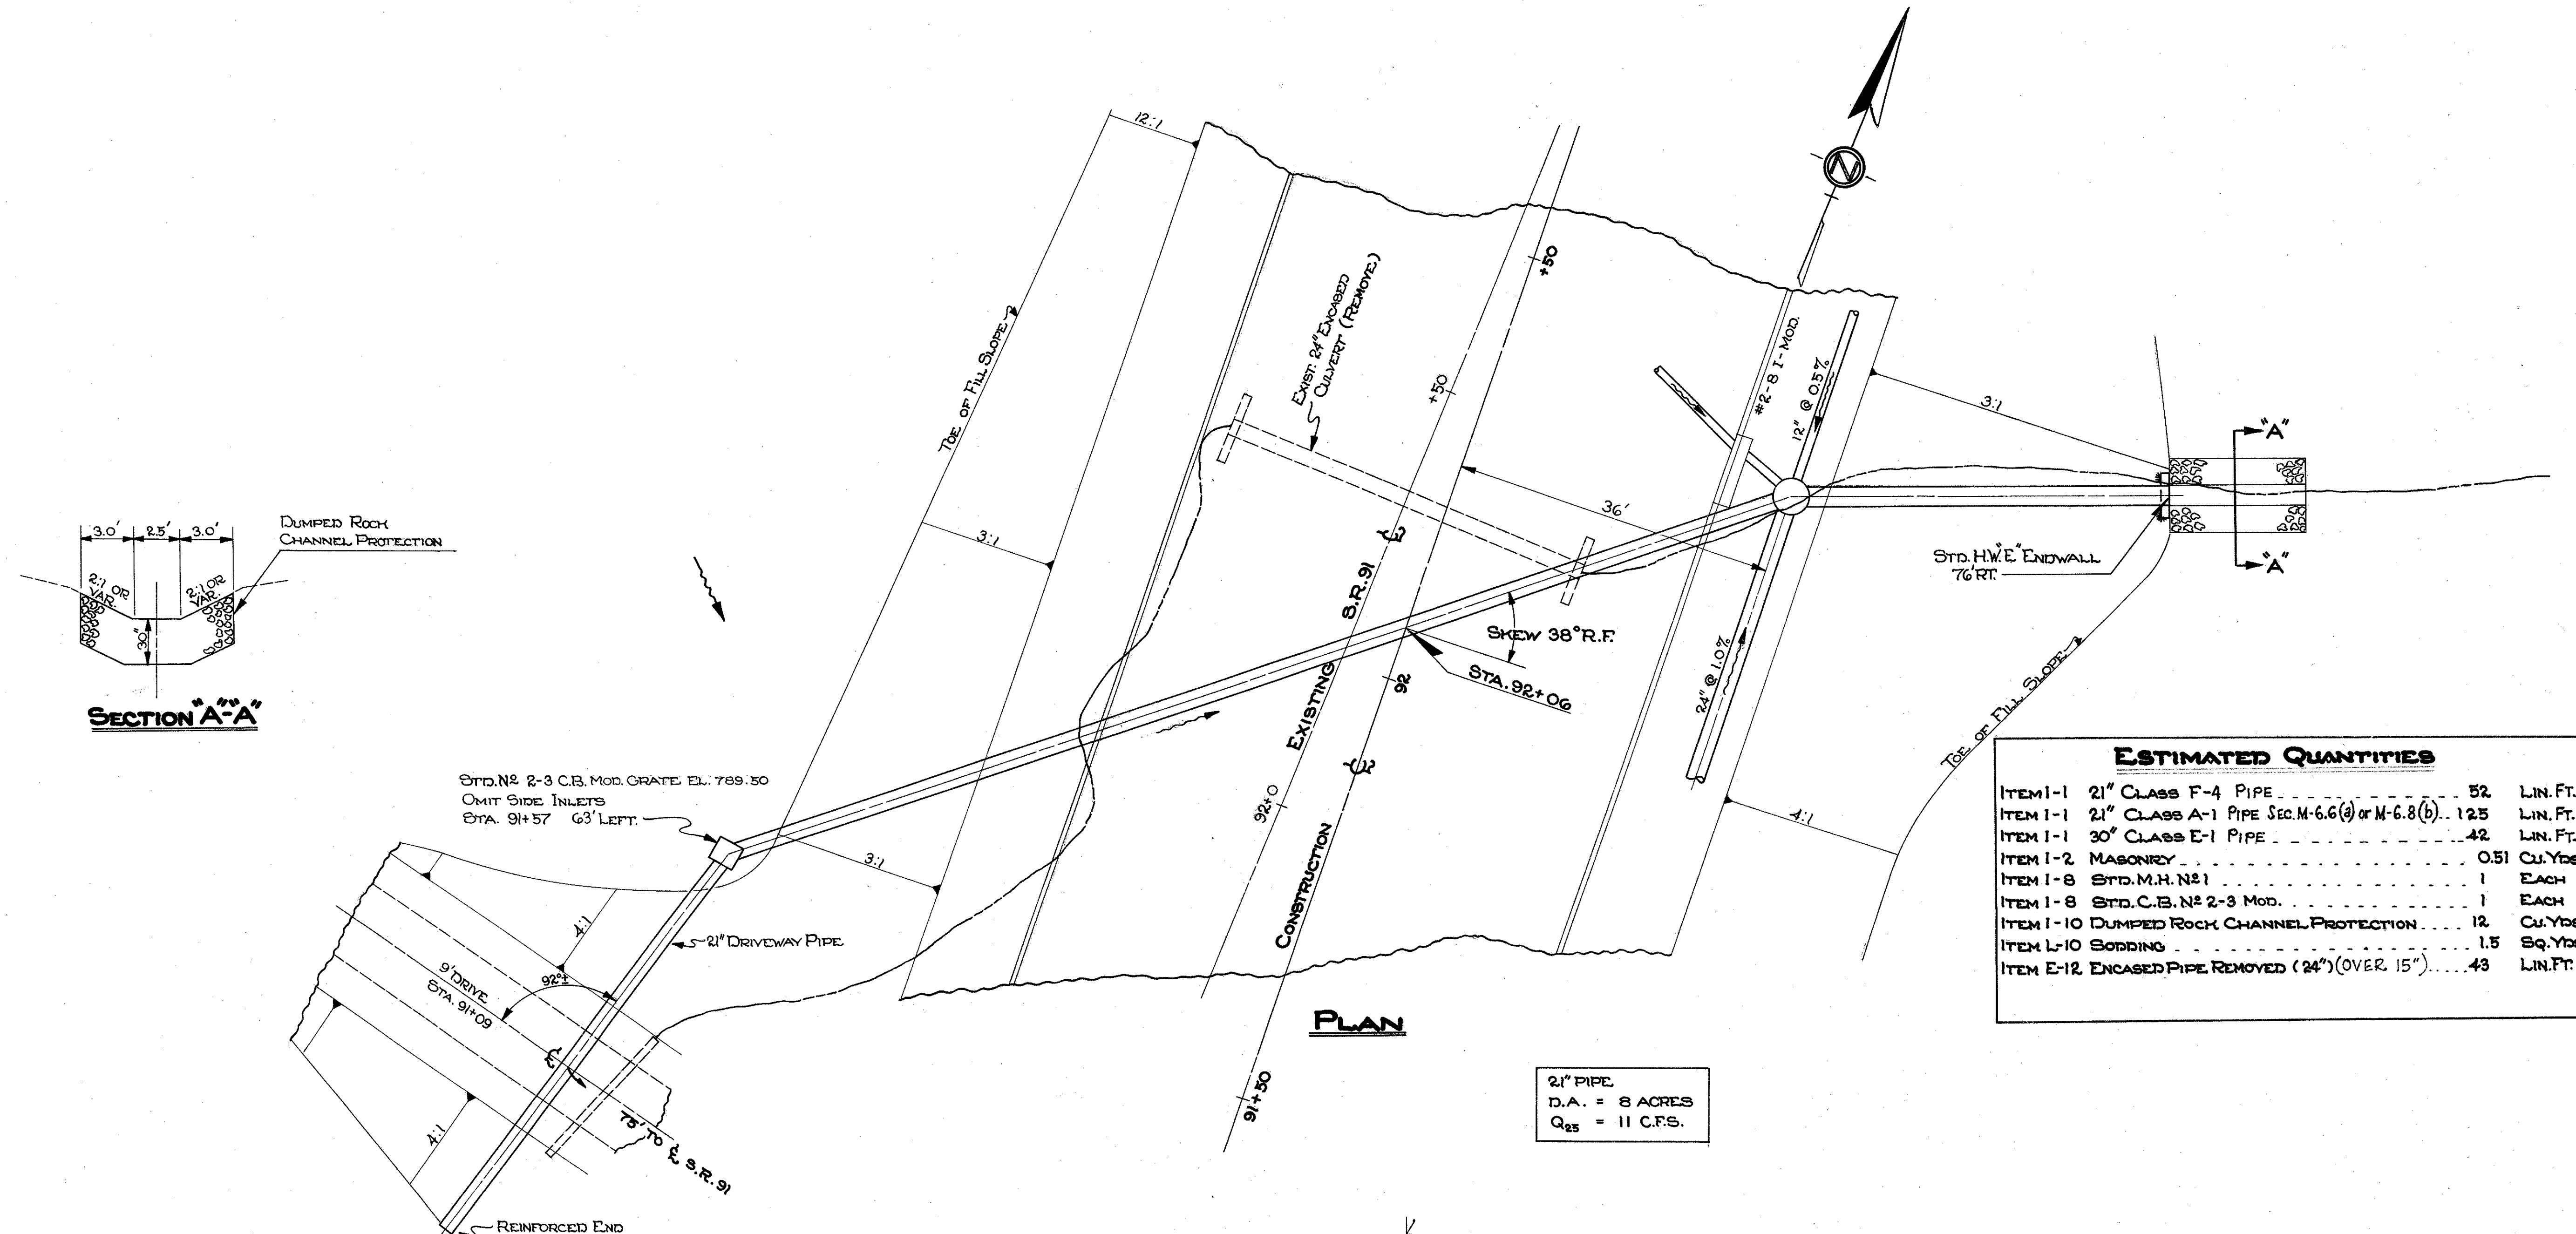 12:1
N
TOE OF FILL SLOPE
EXIST. 24" ENCASED
CULVERT (REMOVE)
+50
+50
#2-8 I-MOD.
12" @ 0.5%
3:1
"A"
"A"
36'
3:1
STD. H.W. "E" ENDWALL
76' RT.
S.R. 91
EXISTING
SKEW 38° R.F.
STA. 92+06
92
24" @ 1.0%
TOE OF FILL SLOPE
3.0'
2.5'
3.0'
DUMPED ROCK
CHANNEL PROTECTION
2:1 OR
VAR.
2:1 OR
VAR.
30"
SECTION "A"-"A"
STD. Nº 2-3 C.B. MOD. GRATE EL. 789.50
OMIT SIDE INLETS
STA. 91+57 63' LEFT.
3:1
92+0
CONSTRUCTION
℄
℄
4:1
4:1
21" DRIVEWAY PIPE
9' DRIVE
STA. 91+09
92°±
℄
4:1
75' TO ℄ S.R. 91
REINFORCED END
91+50
PLAN
21" PIPE
D.A. = 8 ACRES
Q25 = 11 C.F.S.
ESTIMATED QUANTITIES
ITEM I-1 21" CLASS F-4 PIPE 52 LIN. FT.
ITEM I-1 21" CLASS A-1 PIPE SEC. M-6.6(a) or M-6.8(b) 125 LIN. FT.
ITEM I-1 30" CLASS E-1 PIPE 42 LIN. FT.
ITEM I-2 MASONRY 0.51 CU. YDS
ITEM I-8 STD. M.H. Nº 1 1 EACH
ITEM I-8 STD. C.B. Nº 2-3 MOD. 1 EACH
ITEM I-10 DUMPED ROCK CHANNEL PROTECTION 12 CU. YDS
ITEM L-10 SODDING 1.5 SQ. YDS
ITEM E-12 ENCASED PIPE REMOVED (24") (OVER 15") 43 LIN. FT.